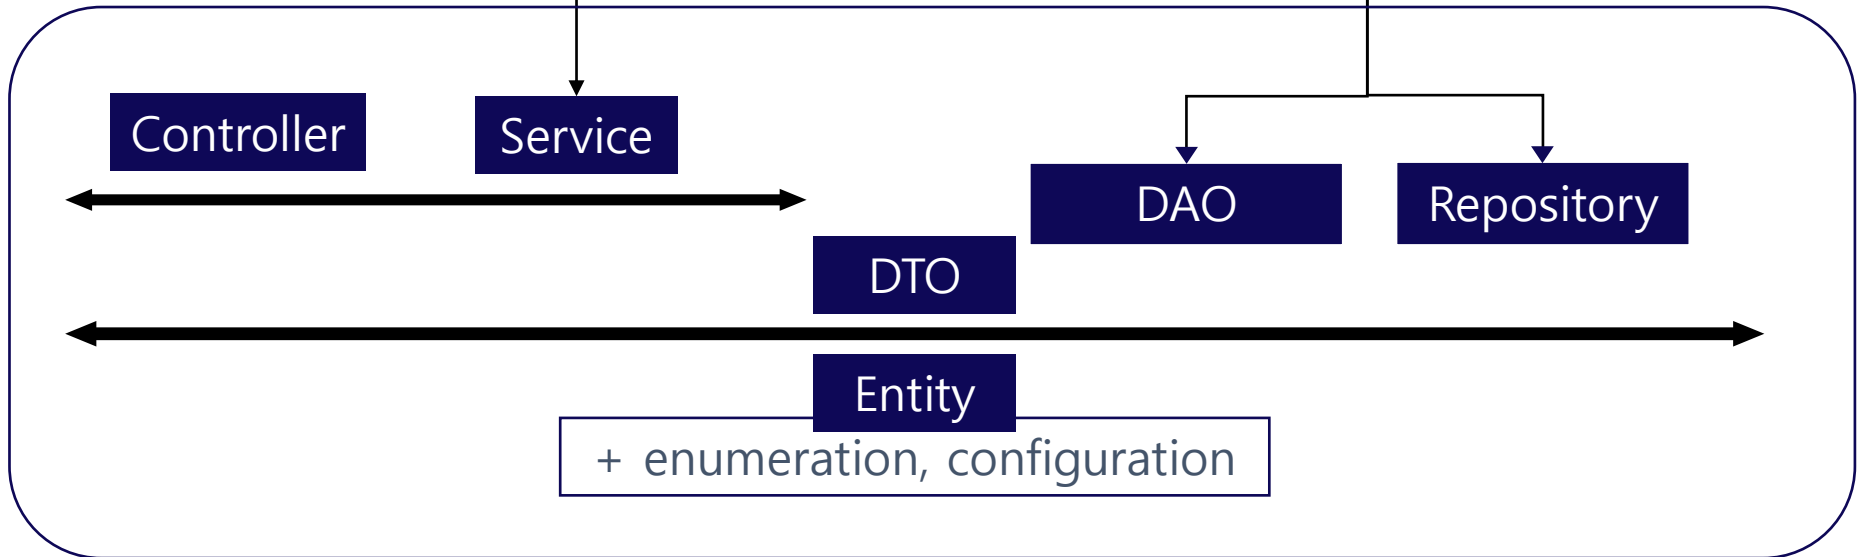 Controller
Service
DAO
Repository
DTO
Entity
+ enumeration, configuration